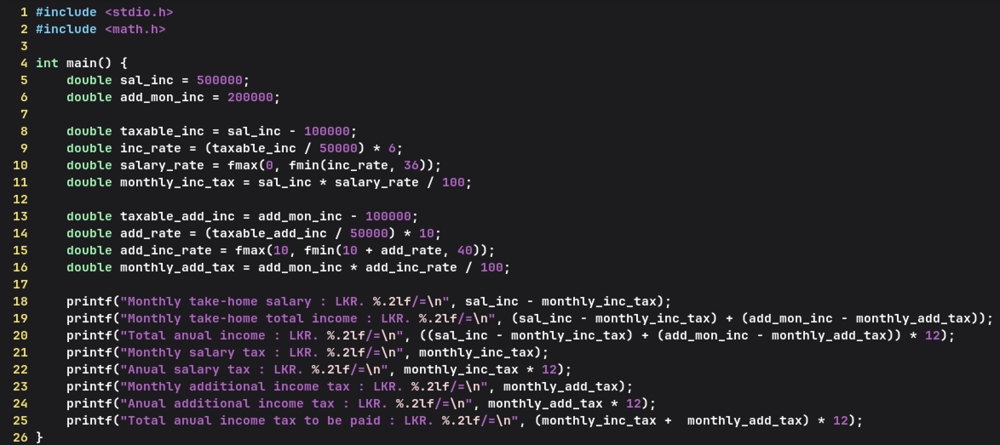 1 #include <stdio.h>
2 #include <math.h>
3
4 int main() {
5     double sal_inc = 500000;
6     double add_mon_inc = 200000;
7
8     double taxable_inc = sal_inc - 100000;
9     double inc_rate = (taxable_inc / 50000) * 6;
10     double salary_rate = fmax(0, fmin(inc_rate, 36));
11     double monthly_inc_tax = sal_inc * salary_rate / 100;
12
13     double taxable_add_inc = add_mon_inc - 100000;
14     double add_rate = (taxable_add_inc / 50000) * 10;
15     double add_inc_rate = fmax(10, fmin(10 + add_rate, 40));
16     double monthly_add_tax = add_mon_inc * add_inc_rate / 100;
17
18     printf("Monthly take-home salary : LKR. %.2lf/=\n", sal_inc - monthly_inc_tax);
19     printf("Monthly take-home total income : LKR. %.2lf/=\n", (sal_inc - monthly_inc_tax) + (add_mon_inc - monthly_add_tax));
20     printf("Total anual income : LKR. %.2lf/=\n", ((sal_inc - monthly_inc_tax) + (add_mon_inc - monthly_add_tax)) * 12);
21     printf("Monthly salary tax : LKR. %.2lf/=\n", monthly_inc_tax);
22     printf("Anual salary tax : LKR. %.2lf/=\n", monthly_inc_tax * 12);
23     printf("Monthly additional income tax : LKR. %.2lf/=\n", monthly_add_tax);
24     printf("Anual additional income tax : LKR. %.2lf/=\n", monthly_add_tax * 12);
25     printf("Total anual income tax to be paid : LKR. %.2lf/=\n", (monthly_inc_tax +  monthly_add_tax) * 12);
26 }